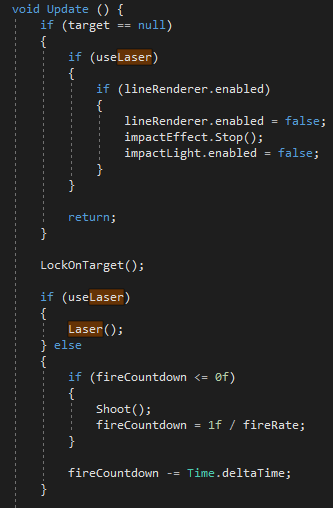 void Update () {
if (target == null)
{
if (useLaser)
{
if (lineRenderer.enabled)
{
lineRenderer.enabled = false;
impactEffect.Stop();
impactLight.enabled = false;
}
}
return;
}
LockOnTarget();
if (useLaser)
{
Laser();
} else
{
if (fireCountdown <= 0f)
{
Shoot();
fireCountdown = 1f / fireRate;
}
fireCountdown -= Time.deltaTime;
}